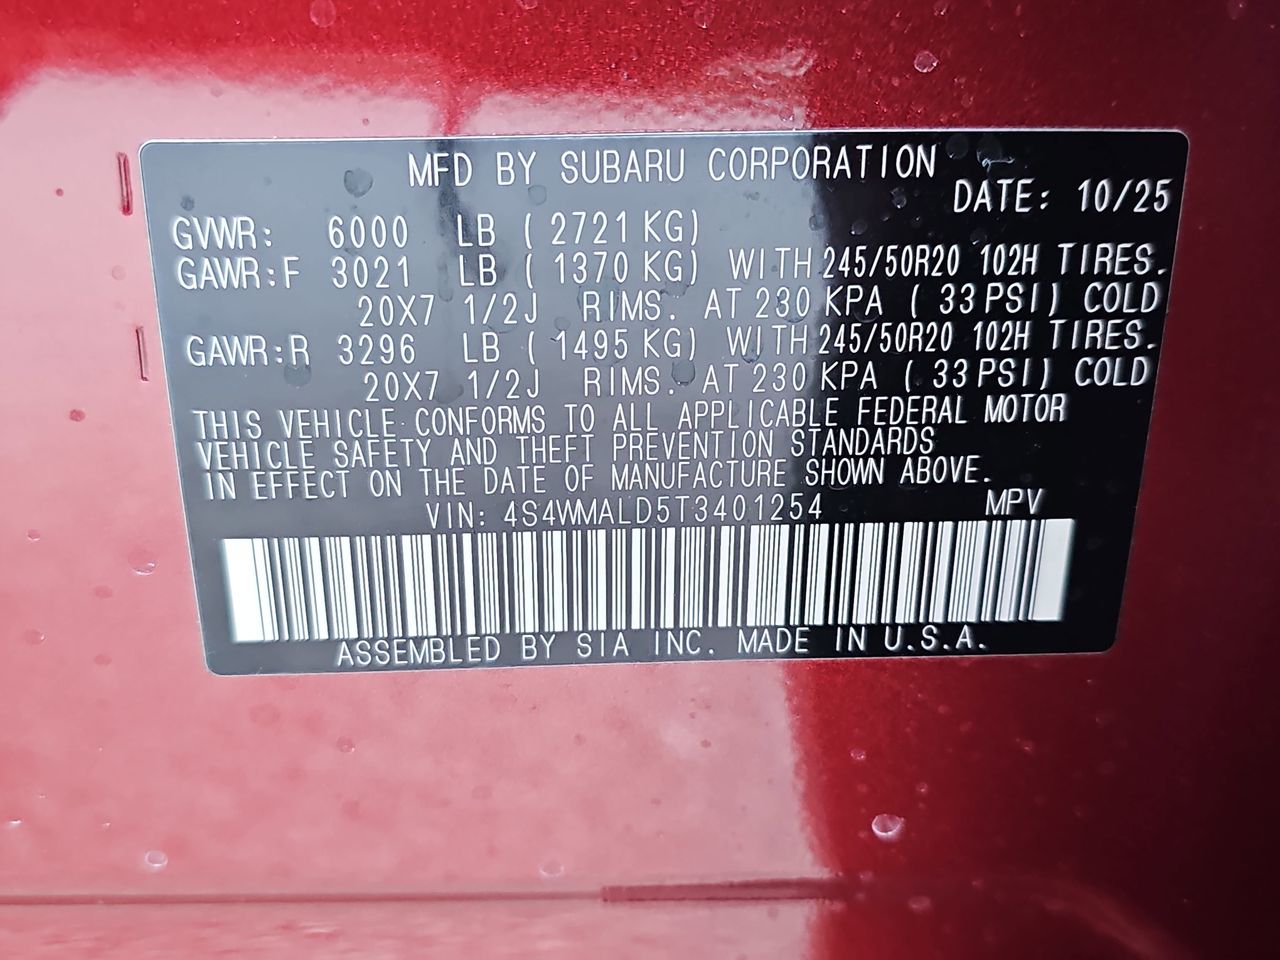 MFD BY SUBARU CORPORATION
DATE: 10/25
GVWR: 6000 LB ( 2721 KG)
GAWR:F 3021 LB ( 1370 KG) WITH 245/50R20 102H TIRES.
20X7 1/2J RIMS. AT 230 KPA ( 33 PSI) COLD
GAWR:R 3296 LB ( 1495 KG) WITH 245/50R20 102H TIRES.
20X7 1/2J RIMS. AT 230 KPA ( 33 PSI) COLD
THIS VEHICLE CONFORMS TO ALL APPLICABLE FEDERAL MOTOR
VEHICLE SAFETY AND THEFT PREVENTION STANDARDS
IN EFFECT ON THE DATE OF MANUFACTURE SHOWN ABOVE.
VIN: 4S4WMALD5T3401254 MPV
ASSEMBLED BY SIA INC. MADE IN U.S.A.